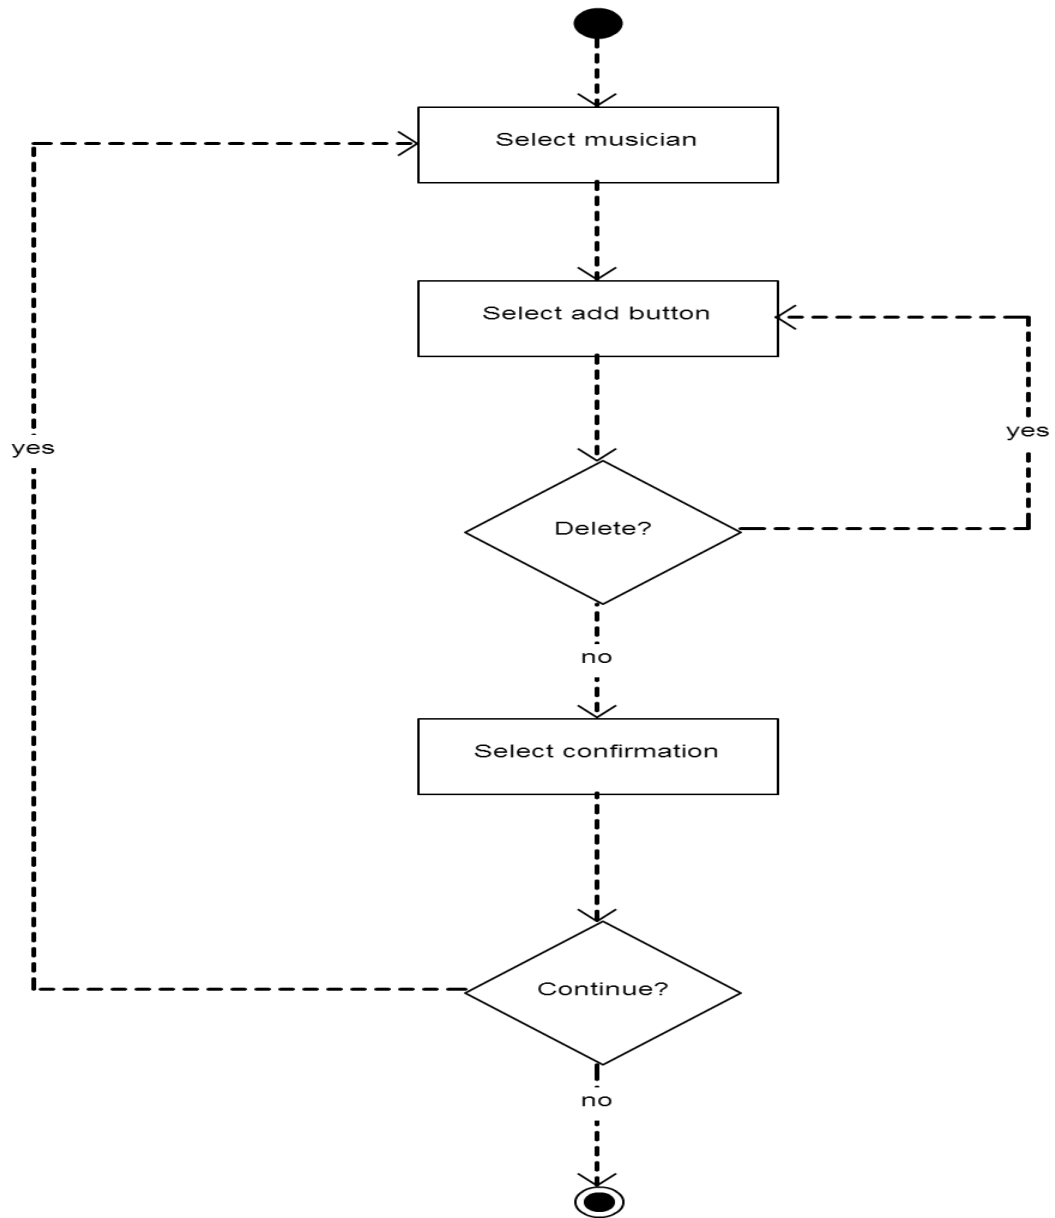 Select musician
Select add button
yes
yes
Delete?
no
Select confirmation
Continue?
no